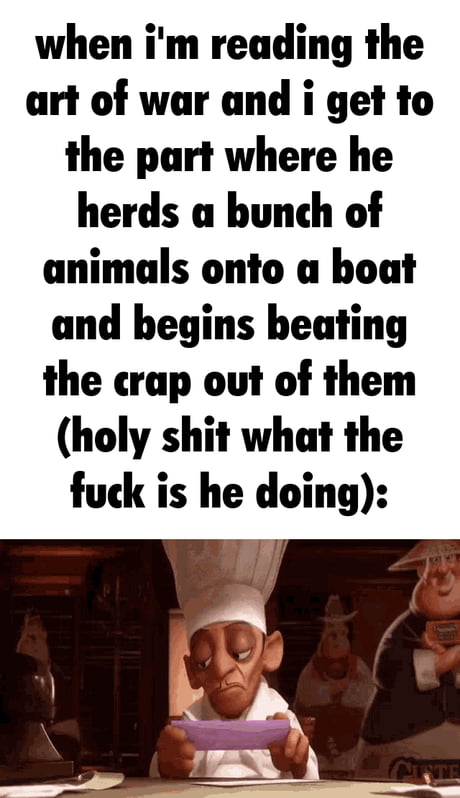 when i'm reading the
art of war and i get to
the part where he
herds a bunch of
animals onto a boat
and begins beating
the crap out of them
(holy shit what the
fuck is he doing):